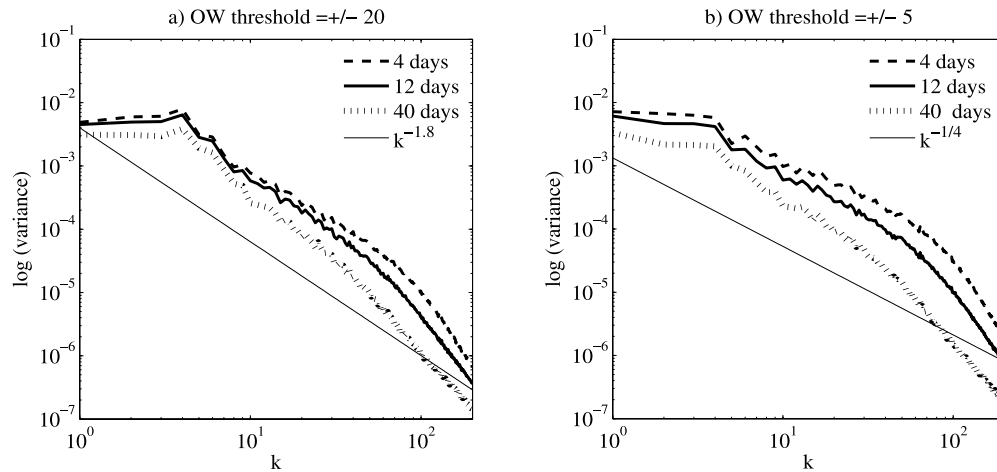 a) OW threshold =+/− 20
10^-1
10^-2
10^-3
10^-4
10^-5
10^-6
10^-7
log (variance)
10^0
10^1
10^2
k
4 days
12 days
40 days
k^-1.8
b) OW threshold =+/− 5
10^-1
10^-2
10^-3
10^-4
10^-5
10^-6
10^-7
log (variance)
10^0
10^1
10^2
k
4 days
12 days
40 days
k^-1/4